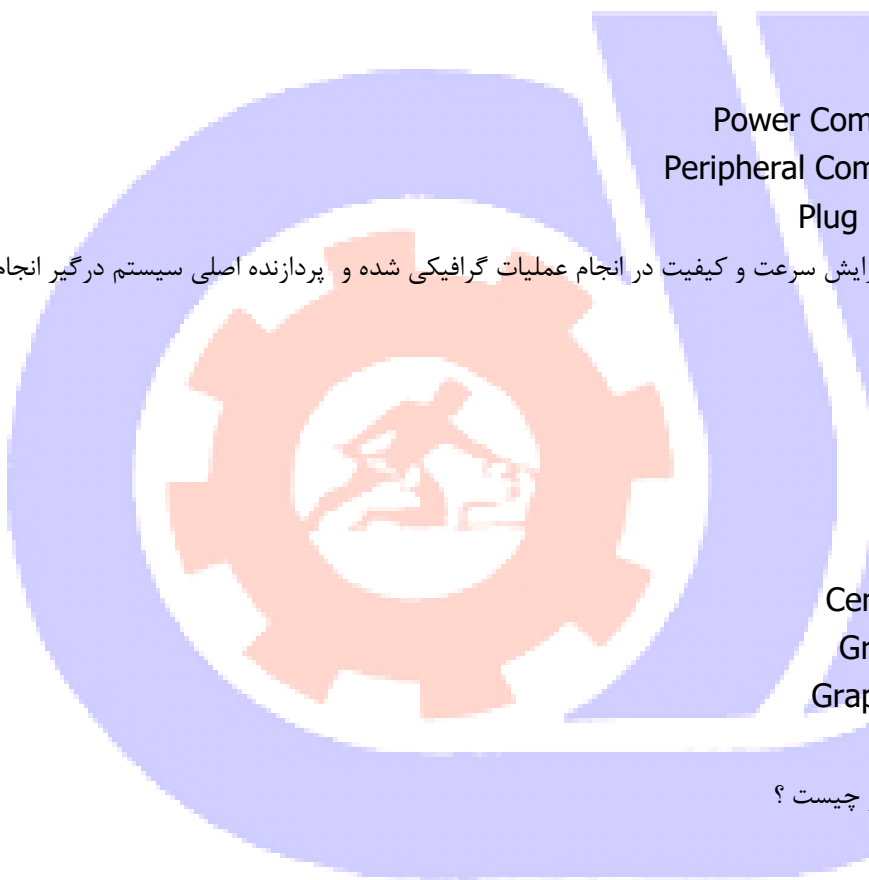 Power Com
Peripheral Com
Plug
رایش سرعت و کیفیت در انجام عملیات گرافیکی شده و پردازنده اصلی سیستم درگیر انجام
Cen
Gr
Grap
چیست ؟